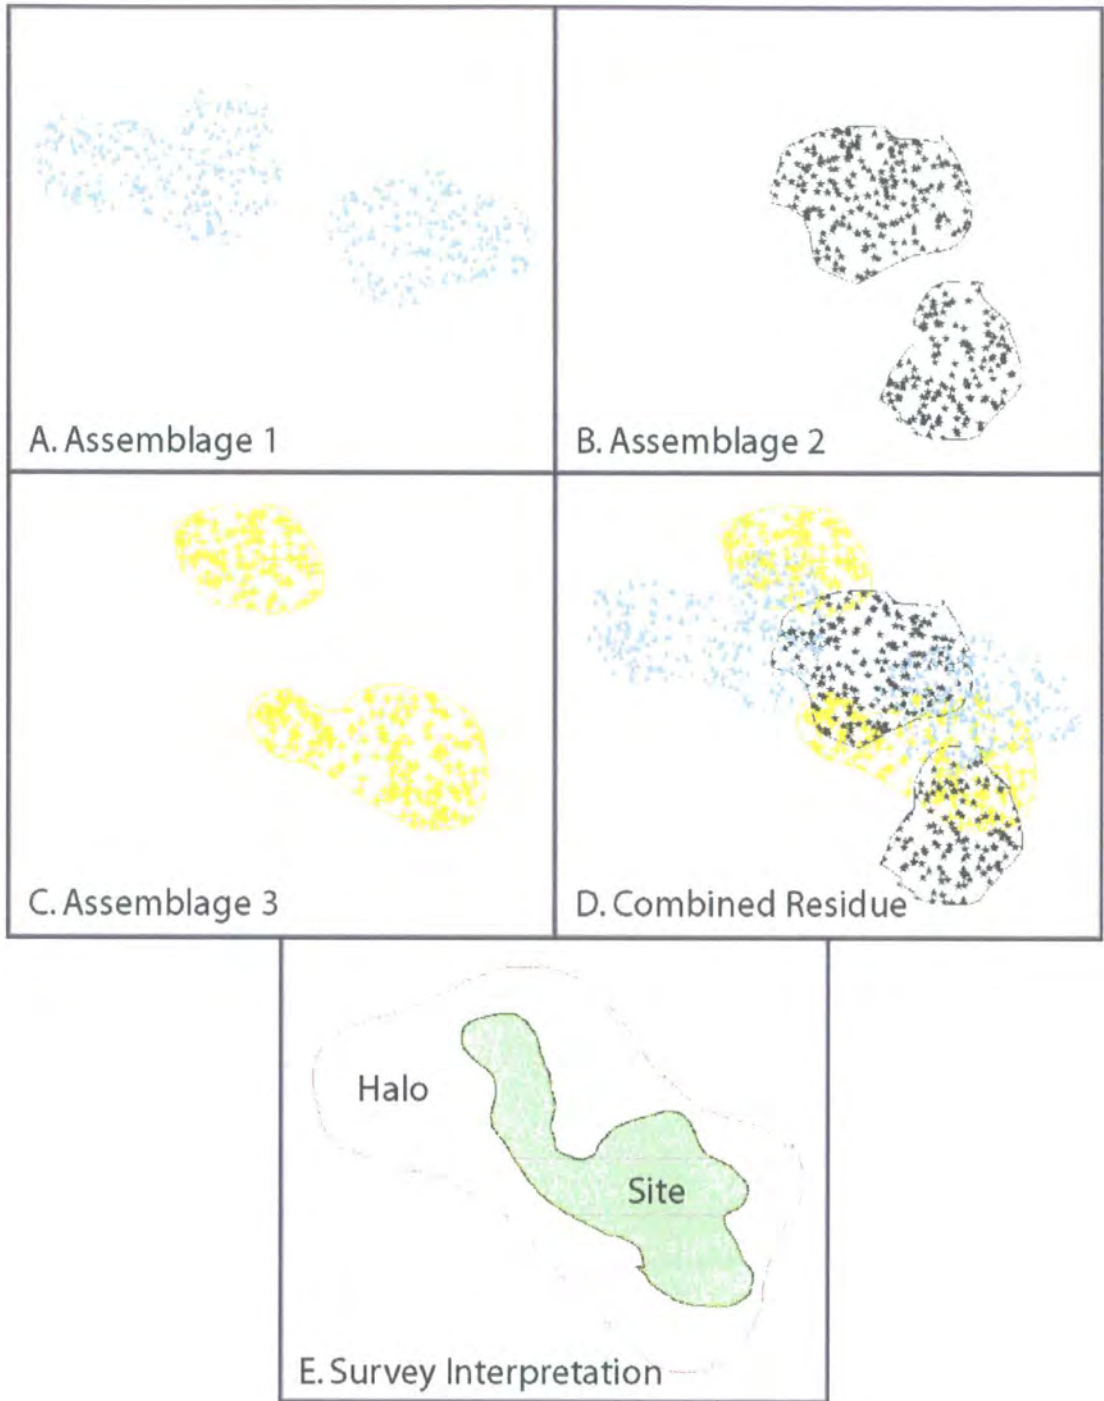 A. Assemblage 1
B. Assemblage 2
C. Assemblage 3
D. Combined Residue
Halo
Site
E. Survey Interpretation